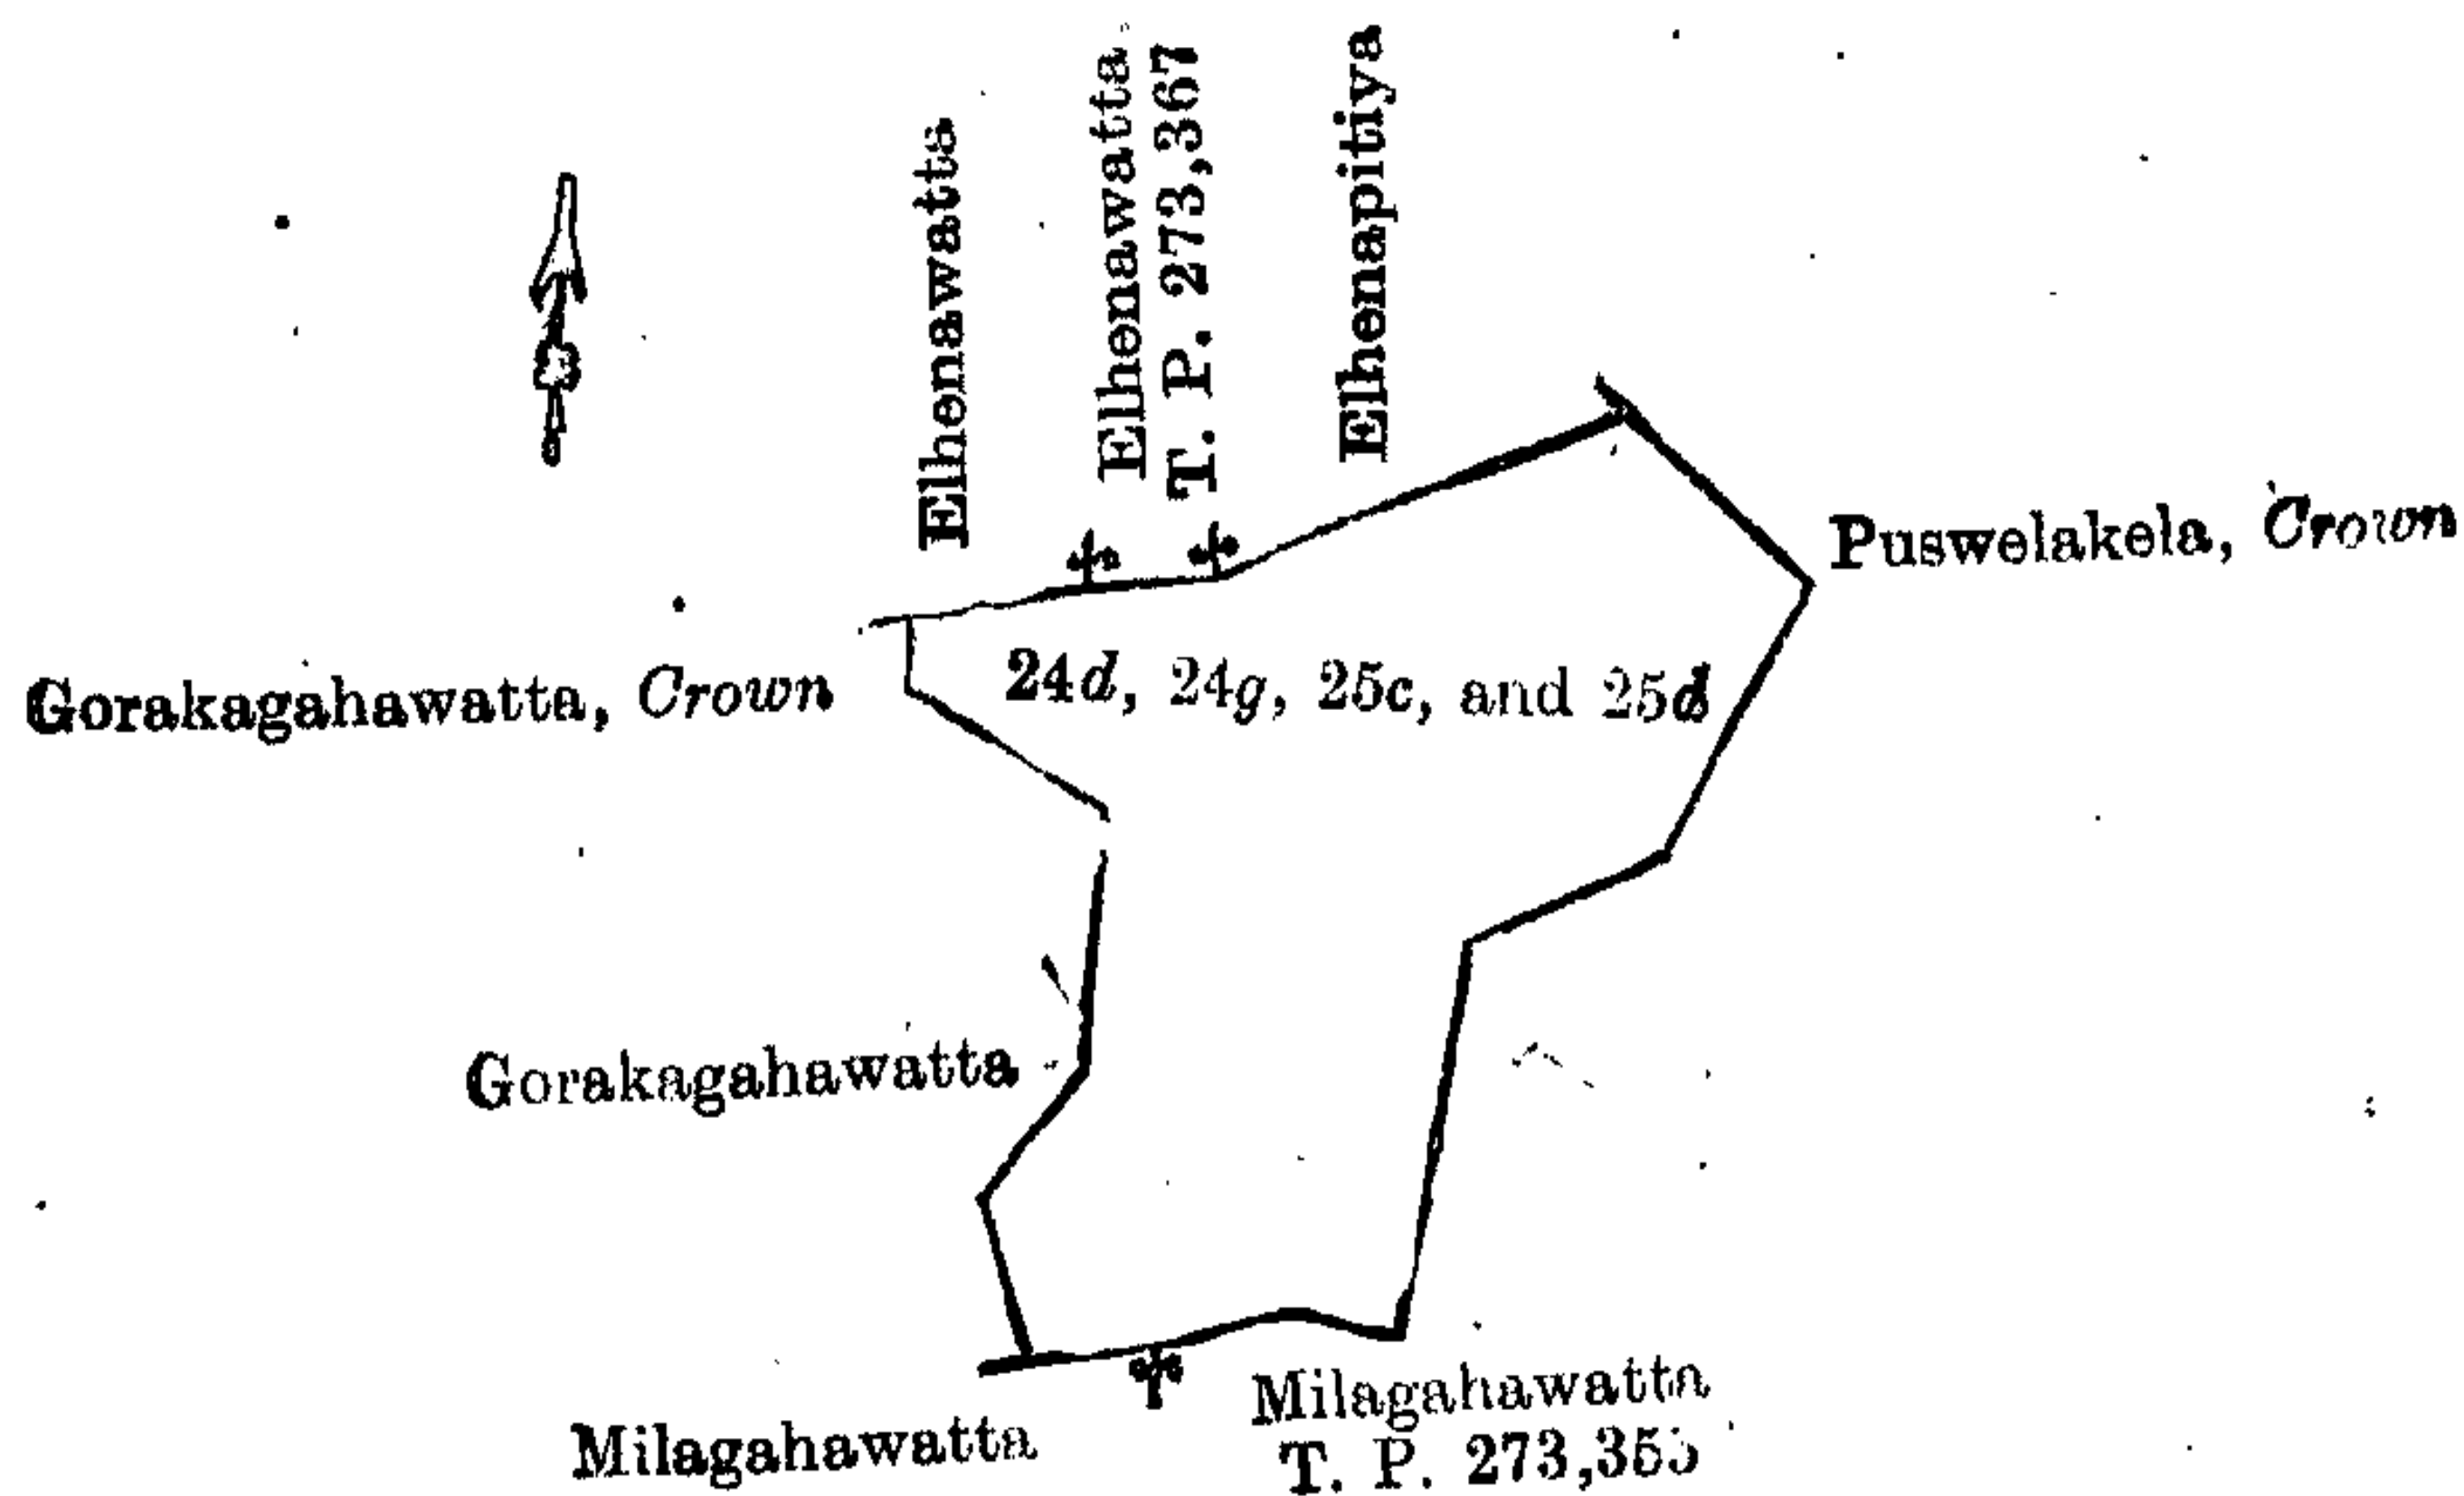 Elhenawatta
Elhenawatta
T. P. 273,367
Elhenapitiya
Puswelakela, Crown
Gorakagahawatta, Crown
24d, 24g, 25c, and 25d
Gorakagahawatta
Milagahawatta
Milagahawatta
T. P. 273,355